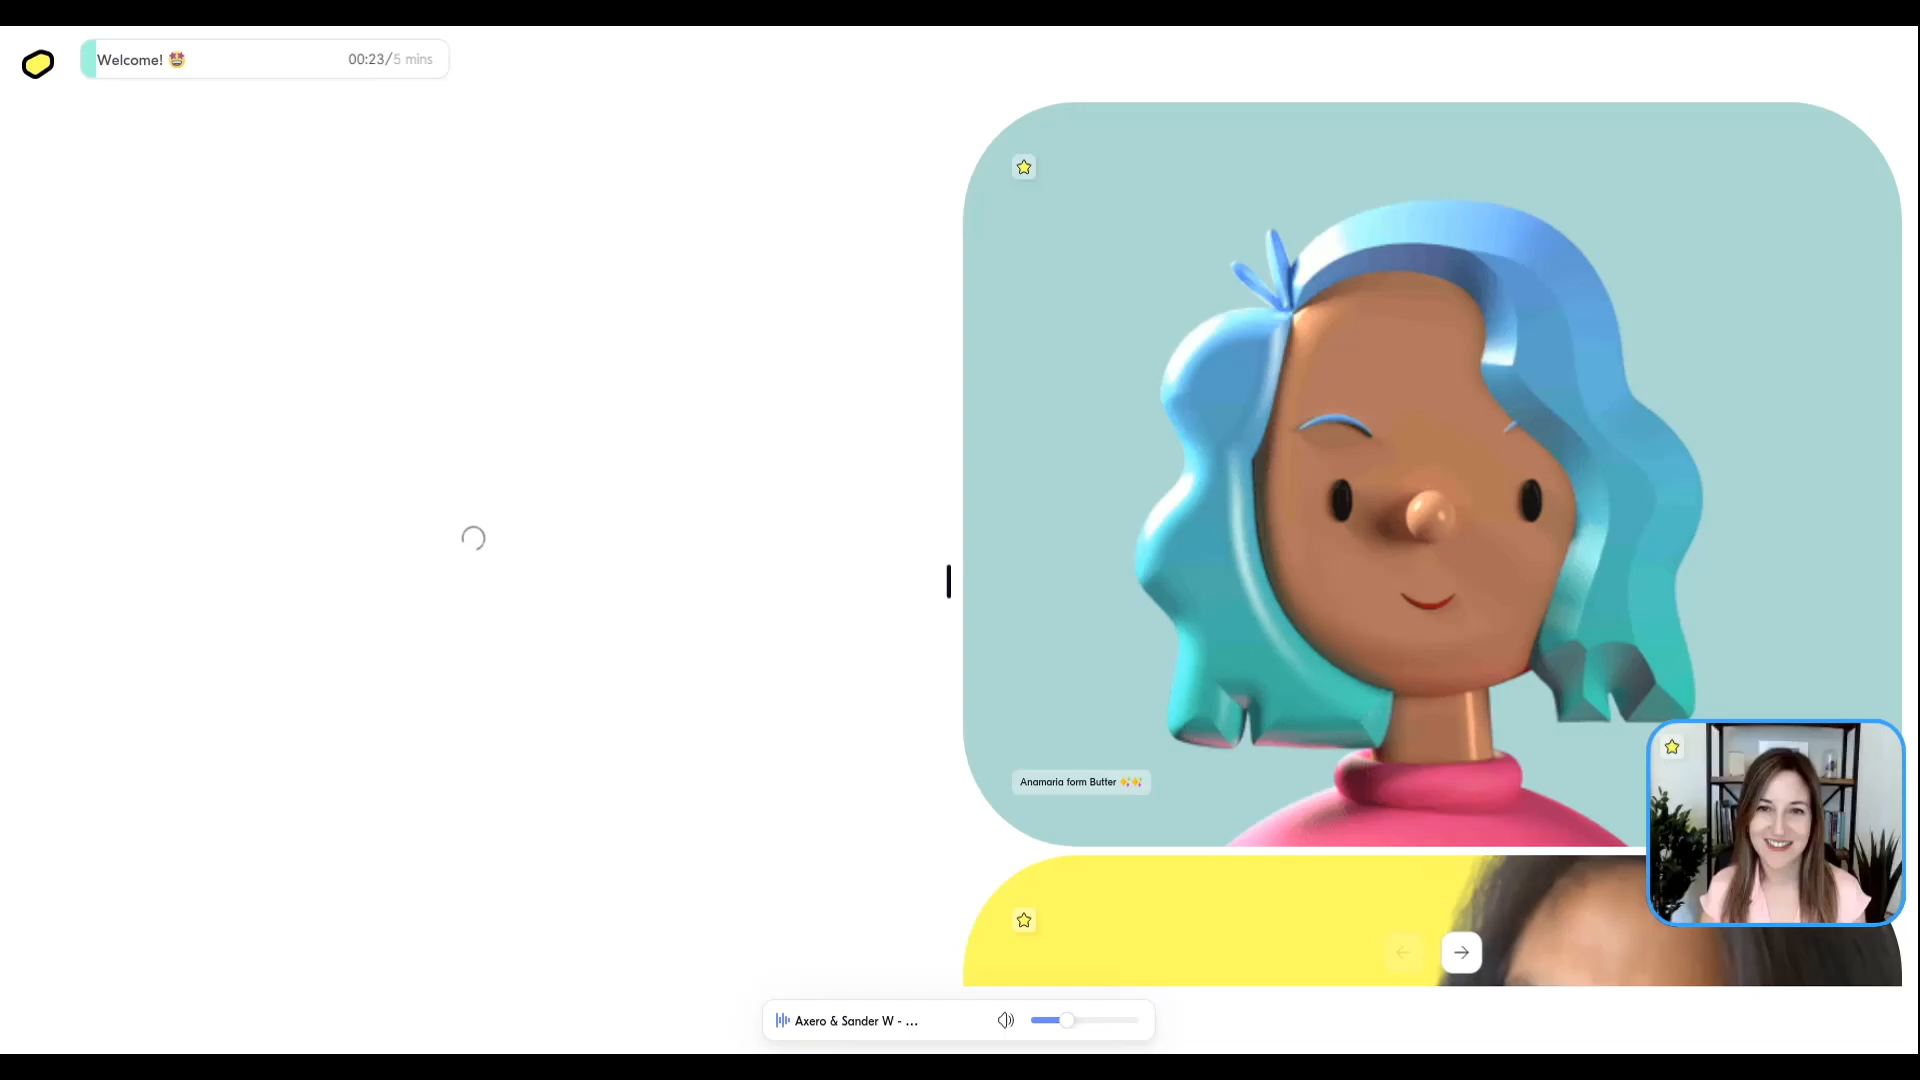 Welcome! 🤩 00:23/5 mins
Anamaria form Butter ✨✨
Axero & Sander W - ...